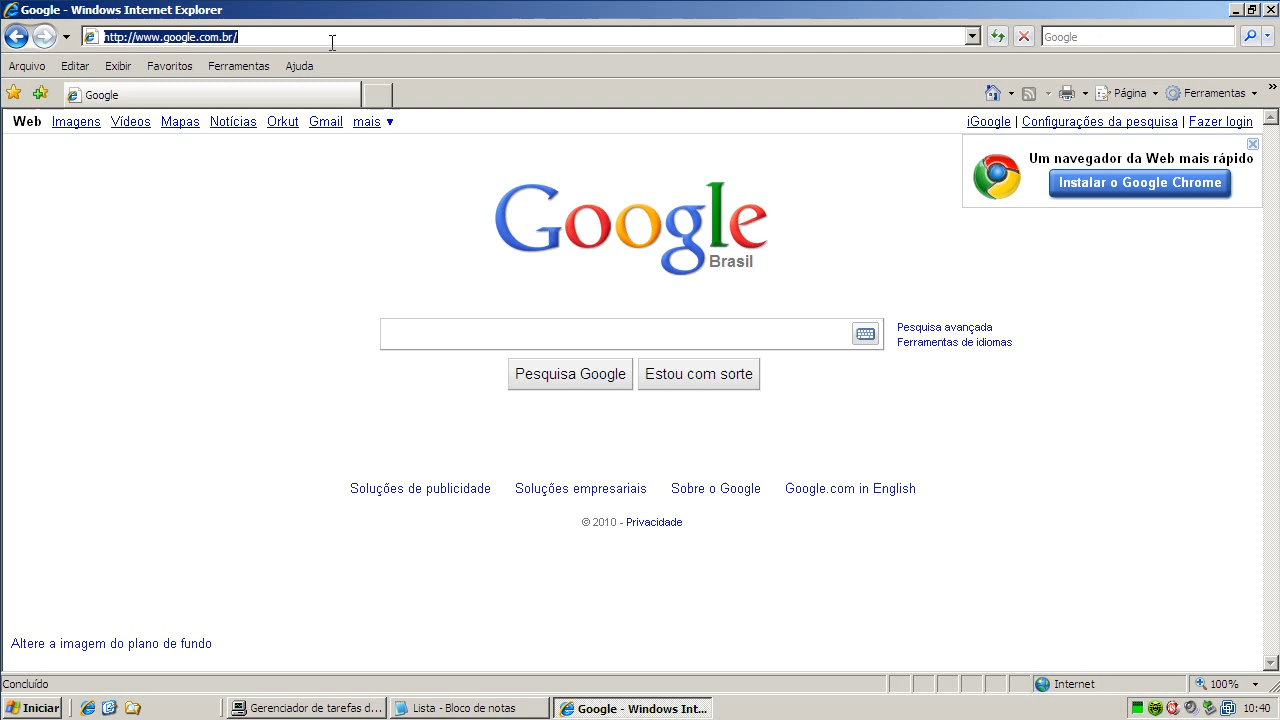 Google - Windows Internet Explorer
http://www.google.com.br/
Google
Arquivo Editar Exibir Favoritos Ferramentas Ajuda
Google
Página Ferramentas »
Web Imagens Vídeos Mapas Notícias Orkut Gmail mais ▼
iGoogle | Configurações da pesquisa | Fazer login
Um navegador da Web mais rápido
Instalar o Google Chrome
Google
Brasil
Pesquisa avançada
Ferramentas de idiomas
Pesquisa Google Estou com sorte
Soluções de publicidade Soluções empresariais Sobre o Google Google.com in English
© 2010 - Privacidade
Altere a imagem do plano de fundo
Concluído Internet 100%
Iniciar Gerenciador de tarefas d... Lista - Bloco de notas Google - Windows Int... 10:40